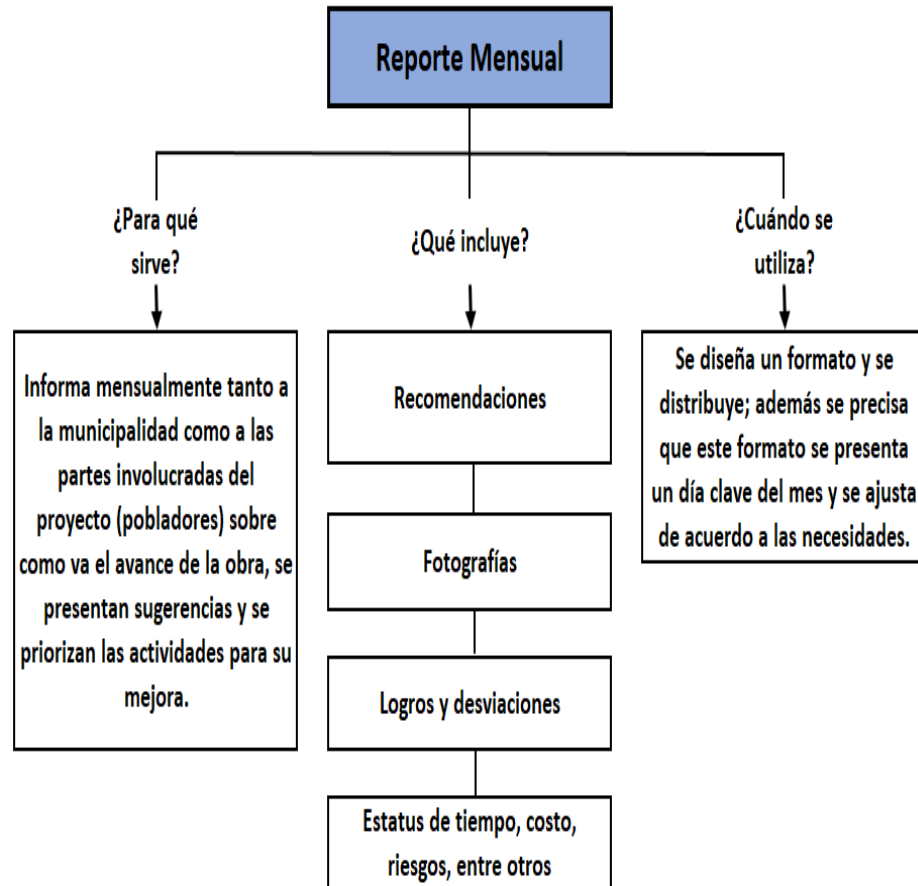 Reporte Mensual
¿Para qué
sirve?
Informa mensualmente tanto a
la municipalidad como a las
partes involucradas del
proyecto (pobladores) sobre
como va el avance de la obra, se
presentan sugerencias y se
priorizan las actividades para su
mejora.
¿Qué incluye?
Recomendaciones
Fotografías
Logros y desviaciones
Estatus de tiempo, costo,
riesgos, entre otros
¿Cuándo se
utiliza?
Se diseña un formato y se
distribuye; además se precisa
que este formato se presenta
un día clave del mes y se ajusta
de acuerdo a las necesidades.